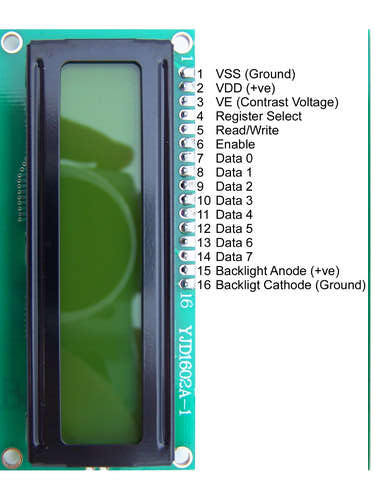 1
1 VSS (Ground)
2 VDD (+ve)
3 VE (Contrast Voltage)
4 Register Select
5 Read/Write
6 Enable
7 Data 0
8 Data 1
9 Data 2
10 Data 3
11 Data 4
12 Data 5
13 Data 6
14 Data 7
15 Backlight Anode (+ve)
16 Backligt Cathode (Ground)
16
YJD1602A-1